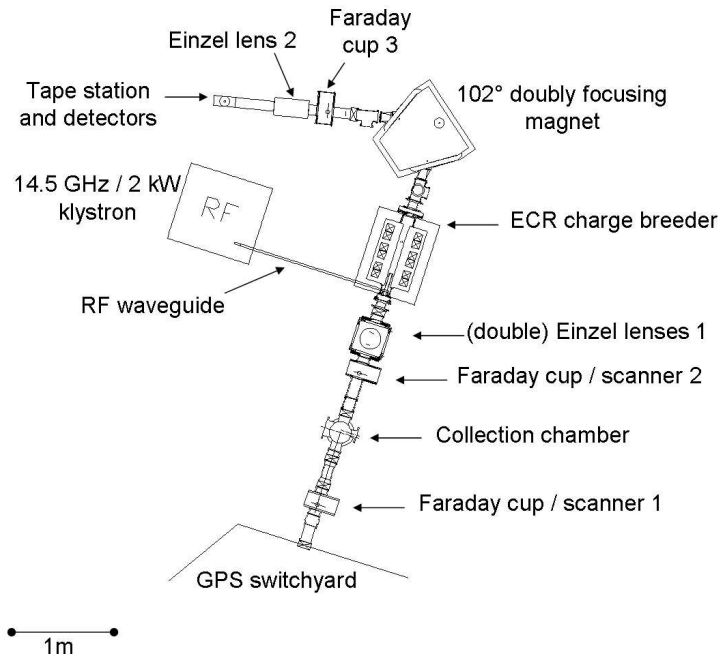 Faraday
cup 3
Einzel lens 2
Tape station
and detectors
102° doubly focusing
magnet
14.5 GHz / 2 kW
klystron
RF
ECR charge breeder
RF waveguide
(double) Einzel lenses 1
Faraday cup / scanner 2
Collection chamber
Faraday cup / scanner 1
GPS switchyard
1m